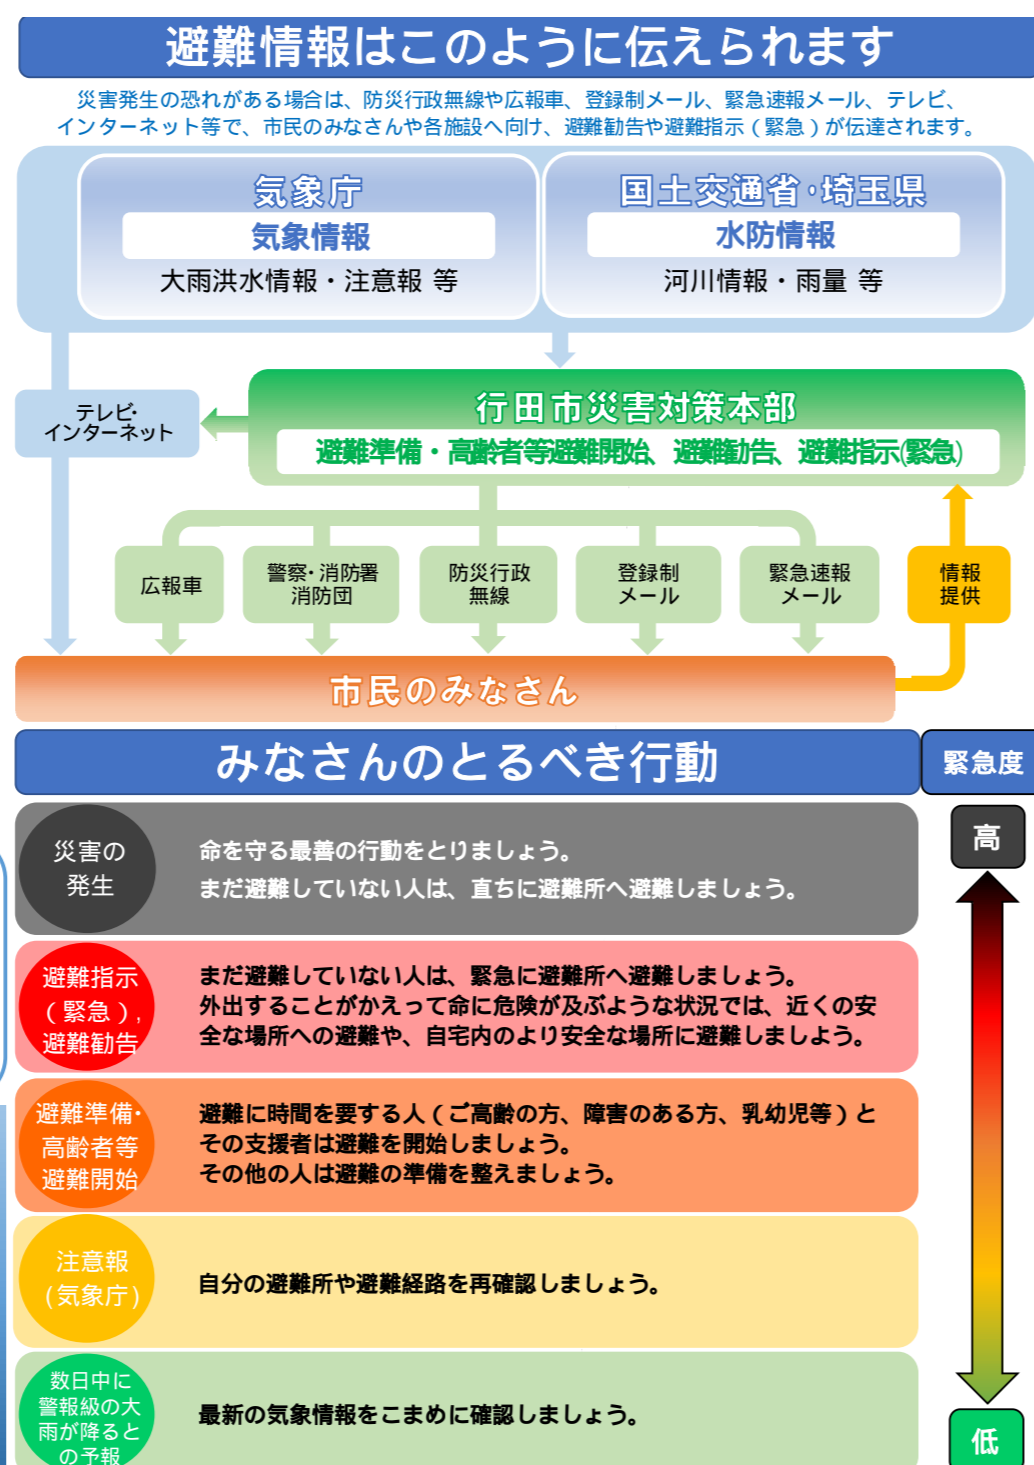 避難情報はこのように伝えられます
災害発生の恐れがある場合は、防災行政無線や広報車、登録制メール、緊急速報メール、テレビ、
インターネット等で、市民のみなさんや各施設へ向け、避難勧告や避難指示（緊急）が伝達されます。
気象庁
気象情報
大雨洪水情報・注意報 等
国土交通省・埼玉県
水防情報
河川情報・雨量 等
テレビ・
インターネット
行田市災害対策本部
避難準備・高齢者等避難開始、避難勧告、避難指示(緊急)
広報車
警察・消防署
消防団
防災行政
無線
登録制
メール
緊急速報
メール
情報
提供
市民のみなさん
みなさんのとるべき行動
緊急度
高
災害の
発生
命を守る最善の行動をとりましょう。
まだ避難していない人は、直ちに避難所へ避難しましょう。
避難指示
（緊急）,
避難勧告
まだ避難していない人は、緊急に避難所へ避難しましょう。
外出することがかえって命に危険が及ぶような状況では、近くの安
全な場所への避難や、自宅内のより安全な場所に避難しましよう。
避難準備・
高齢者等
避難開始
避難に時間を要する人（ご高齢の方、障害のある方、乳幼児等）と
その支援者は避難を開始しましょう。
その他の人は避難の準備を整えましょう。
注意報
(気象庁)
自分の避難所や避難経路を再確認しましょう。
数日中に
警報級の大
雨が降ると
の予報
最新の気象情報をこまめに確認しましょう。
低